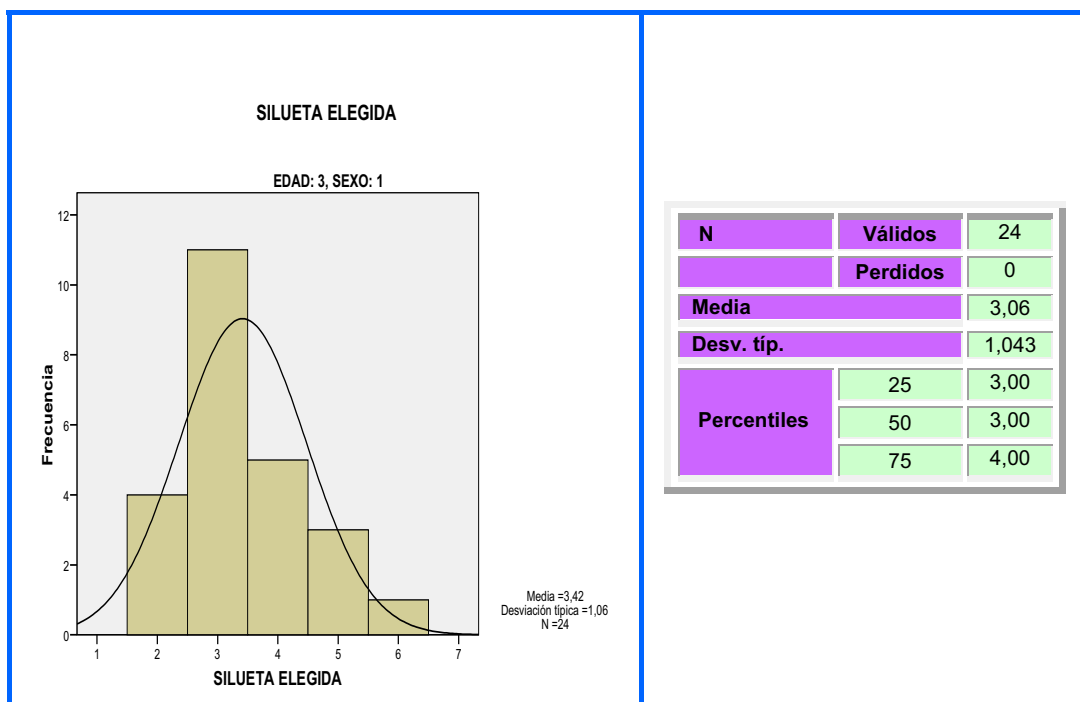 SILUETA ELEGIDA
EDAD: 3, SEXO: 1
Frecuencia
12
10
8
6
4
2
0
1 2 3 4 5 6 7
SILUETA ELEGIDA
Media =3,42
Desviación típica =1,06
N =24
N Válidos 24
Perdidos 0
Media 3,06
Desv. típ. 1,043
Percentiles
25 3,00
50 3,00
75 4,00